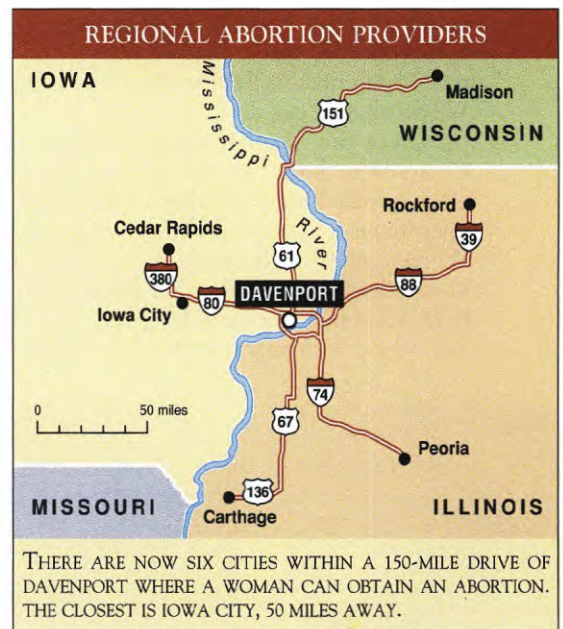 REGIONAL ABORTION PROVIDERS
IOWA
Mississippi
Madison
151
WISCONSIN
Rockford
Cedar Rapids
River
39
61
380
80
DAVENPORT
88
Iowa City
0 50 miles
74
67
Peoria
136
MISSOURI
Carthage
ILLINOIS
THERE ARE NOW SIX CITIES WITHIN A 150-MILE DRIVE OF
DAVENPORT WHERE A WOMAN CAN OBTAIN AN ABORTION.
THE CLOSEST IS IOWA CITY, 50 MILES AWAY.